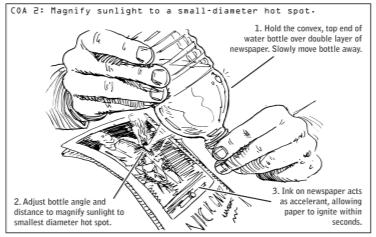 COA 2: Magnify sunlight to a small-diameter hot spot.
1. Hold the convex, top end of
water bottle over double layer of
newspaper. Slowly move bottle away.
2. Adjust bottle angle and
distance to magnify sunlight to
smallest diameter hot spot.
3. Ink on newspaper acts
as accelerant, allowing
paper to ignite within
seconds.